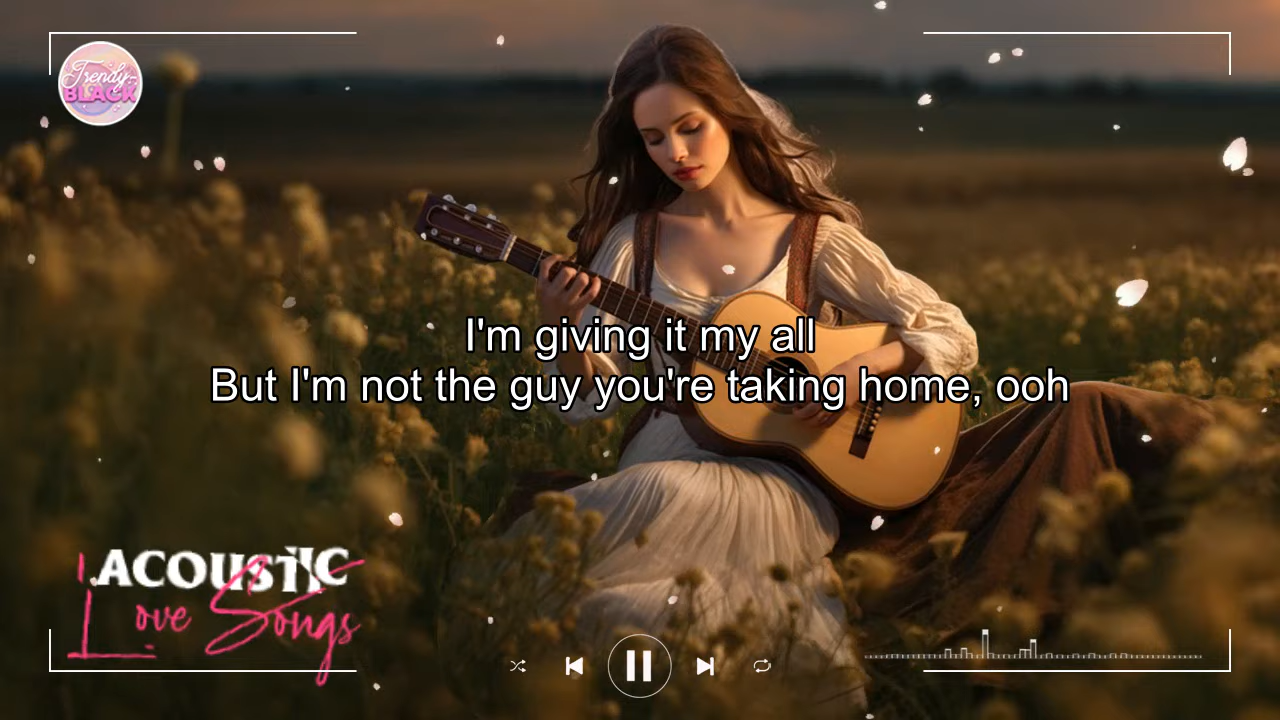 Trendy
BLACK
I'm giving it my all
But I'm not the guy you're taking home, ooh
ACOUSTIC
Love Songs